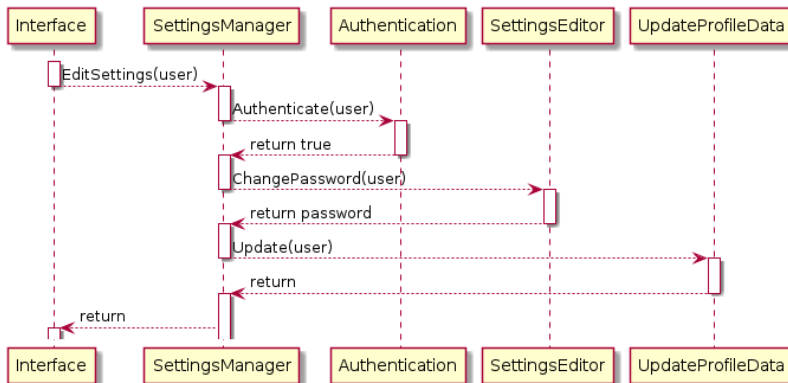 Interface
SettingsManager
Authentication
SettingsEditor
UpdateProfileData
EditSettings(user)
Authenticate(user)
return true
ChangePassword(user)
return password
Update(user)
return
return
Interface
SettingsManager
Authentication
SettingsEditor
UpdateProfileData